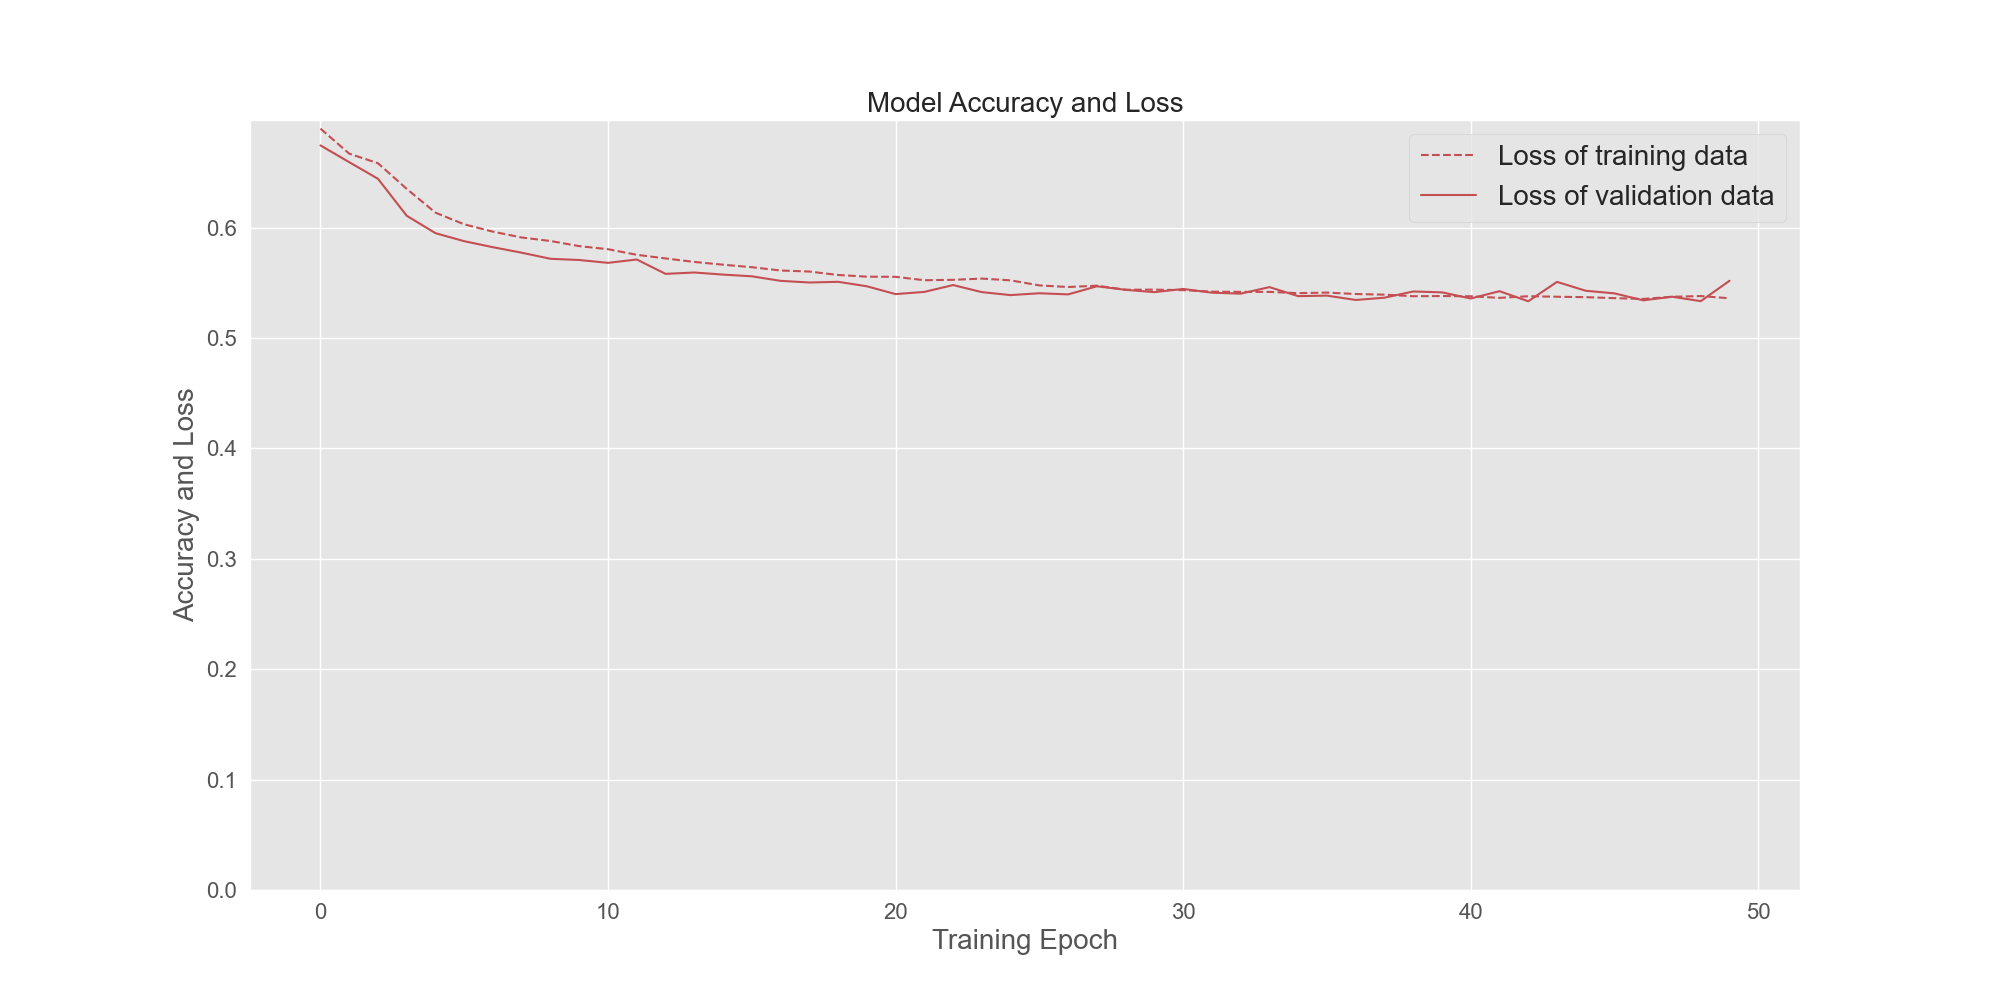 Model Accuracy and Loss
Loss of training data
Loss of validation data
Accuracy and Loss
0.6
0.5
0.4
0.3
0.2
0.1
0.0
0 10 20 30 40 50
Training Epoch